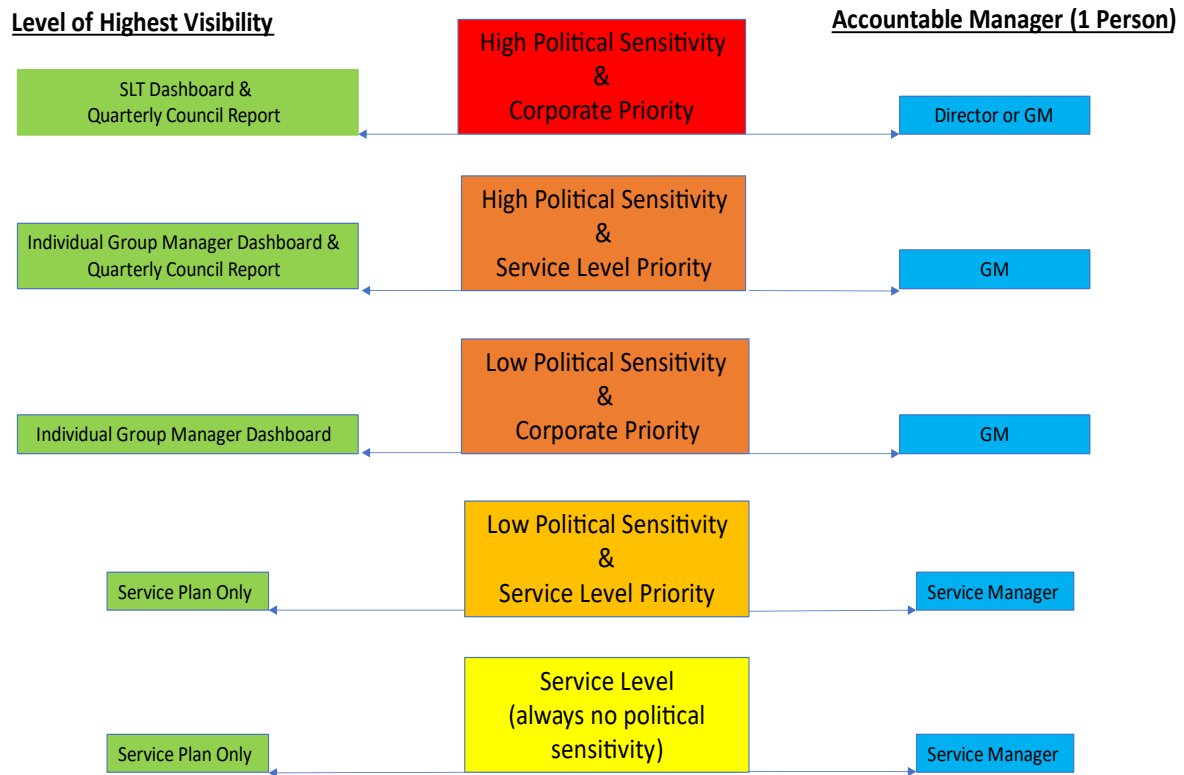 Level of Highest Visibility
Accountable Manager (1 Person)
High Political Sensitivity
&
Corporate Priority
SLT Dashboard &
Quarterly Council Report
Director or GM
High Political Sensitivity
&
Service Level Priority
Individual Group Manager Dashboard &
Quarterly Council Report
GM
Low Political Sensitivity
&
Corporate Priority
Individual Group Manager Dashboard
GM
Low Political Sensitivity
&
Service Level Priority
Service Plan Only
Service Manager
Service Level
(always no political
sensitivity)
Service Plan Only
Service Manager